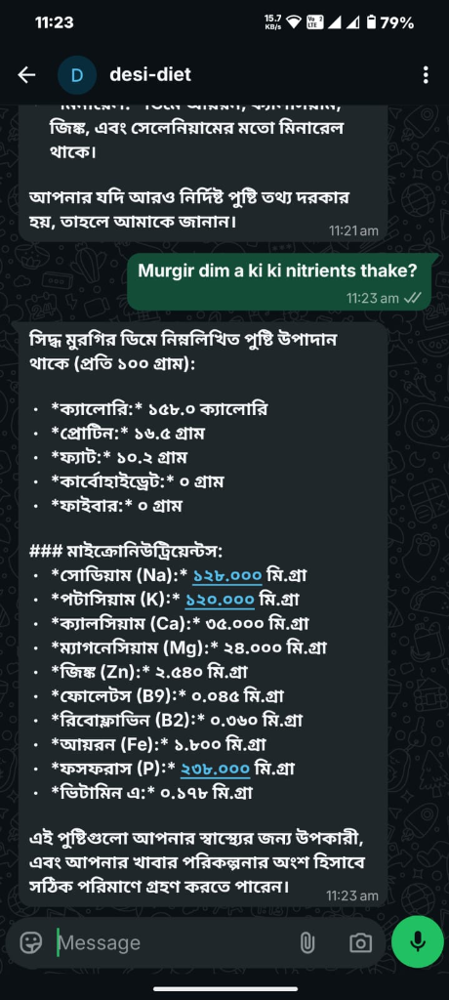 11:23
15.7
KB/s
Vo 2
LTE
79%
D
desi-diet
জিঙ্ক, এবং সেলেনিয়ামের মতো মিনারেল
থাকে।
আপনার যদি আরও নির্দিষ্ট পুষ্টি তথ্য দরকার
হয়, তাহলে আমাকে জানান।
11:21 am
Murgir dim a ki ki nitrients thake?
11:23 am
সিদ্ধ মুরগির ডিমে নিম্নলিখিত পুষ্টি উপাদান
থাকে (প্রতি ১০০ গ্রাম):
• *ক্যালোরি:* ১৫৮.০ ক্যালোরি
• *প্রোটিন:* ১৬.৫ গ্রাম
• *ফ্যাট:* ১০.২ গ্রাম
• *কার্বোহাইড্রেট:* ০ গ্রাম
• *ফাইবার:* ০ গ্রাম
### মাইক্রোনিউট্রিয়েন্টস:
• *সোডিয়াম (Na):* ১২৮.০০০ মি.গ্রা
• *পটাসিয়াম (K):* ১২০.০০০ মি.গ্রা
• *ক্যালসিয়াম (Ca):* ৩৫.০০০ মি.গ্রা
• *ম্যাগনেসিয়াম (Mg):* ২৪.০০০ মি.গ্রা
• *জিঙ্ক (Zn):* ২.৫৪০ মি.গ্রা
• *ফোলেটস (B9):* ০.০৪৫ মি.গ্রা
• *রিবোফ্লাভিন (B2):* ০.৩৬০ মি.গ্রা
• *আয়রন (Fe):* ১.৮০০ মি.গ্রা
• *ফসফরাস (P):* ২৩৮.০০০ মি.গ্রা
• *ভিটামিন এ:* ০.১৭৮ মি.গ্রা
এই পুষ্টিগুলো আপনার স্বাস্থ্যের জন্য উপকারী,
এবং আপনার খাবার পরিকল্পনার অংশ হিসাবে
সঠিক পরিমাণে গ্রহণ করতে পারেন।
11:23 am
Message